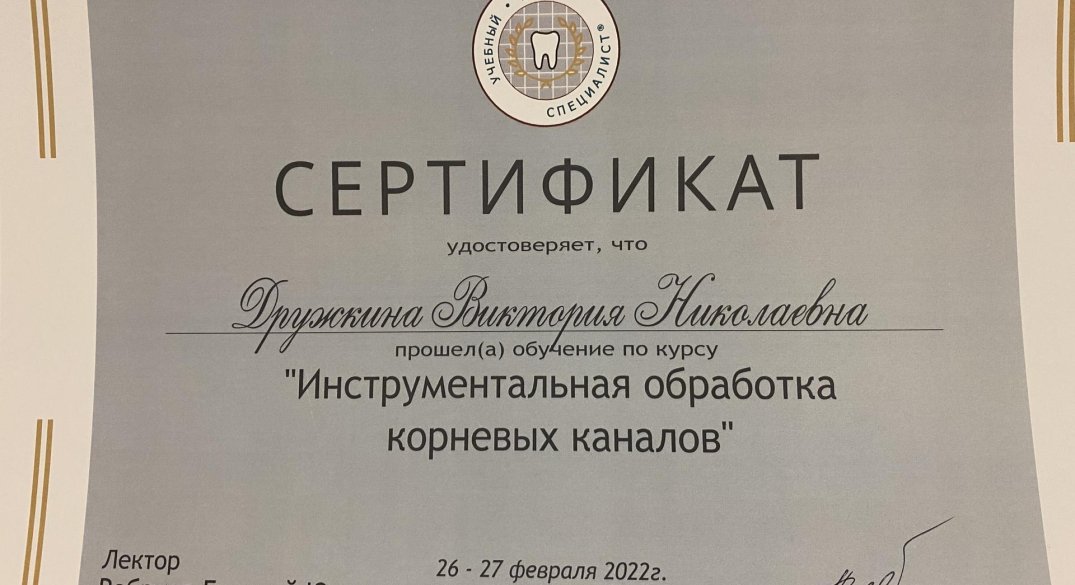 УЧЕБНЫЙ •
СПЕЦИАЛИСТ®
СЕРТИФИКАТ
удостоверяет, что
Дружкина Виктория Николаевна
прошел(а) обучение по курсу
"Инструментальная обработка
корневых каналов"
Лектор
26 - 27 февраля 2022г.